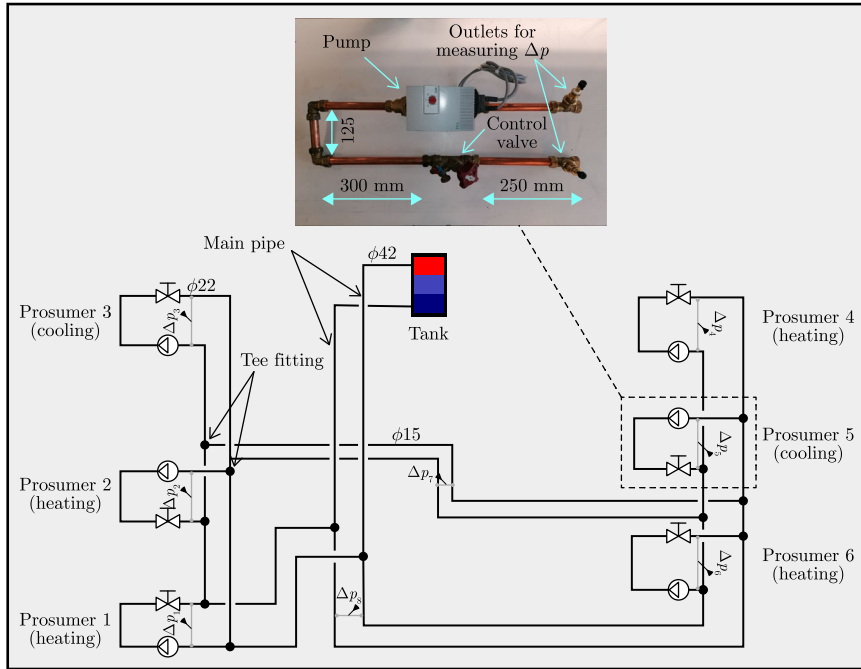 Pump
Outlets for
measuring Δp
125
Control
valve
300 mm
250 mm
Main pipe
ϕ42
ϕ22
Prosumer 3
(cooling)
Δp₃
Tank
Δp₄
Prosumer 4
(heating)
Tee fitting
ϕ15
Prosumer 5
(cooling)
Δp₅
Prosumer 2
(heating)
Δp₂
Δp₇
Prosumer 6
(heating)
Δp₆
Prosumer 1
(heating)
Δp₁
Δp₈